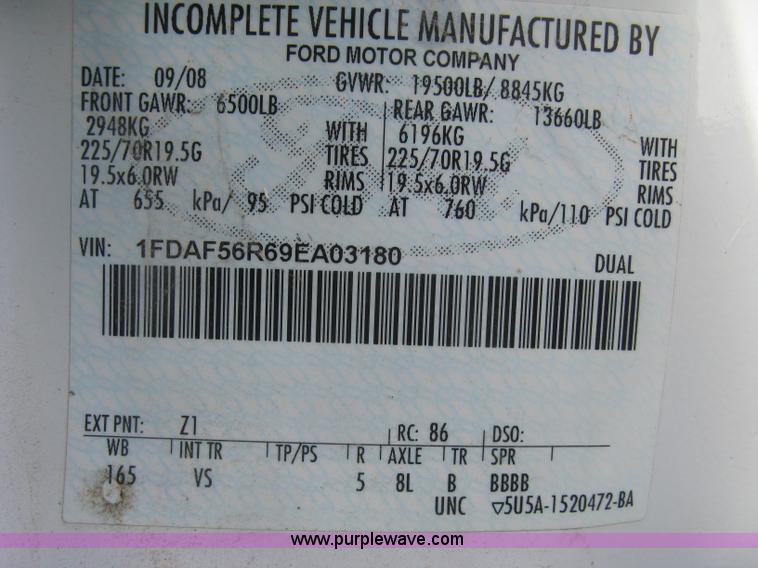 INCOMPLETE VEHICLE MANUFACTURED BY
FORD MOTOR COMPANY
DATE: 09/08 GVWR: 19500LB/ 8845KG
FRONT GAWR: 6500LB REAR GAWR: 13660LB
2948KG WITH 6196KG WITH
225/70R19.5G TIRES 225/70R19.5G TIRES
19.5x6.0RW RIMS 19.5x6.0RW RIMS
AT 655 kPa/ 95 PSI COLD AT 760 kPa/110 PSI COLD
VIN: 1FDAF56R69EA03180 DUAL
EXT PNT: Z1 RC: 86 DSO:
WB INT TR TP/PS R AXLE TR SPR
165 VS 5 8L B BBBB
UNC ▽5U5A-1520472-BA
www.purplewave.com